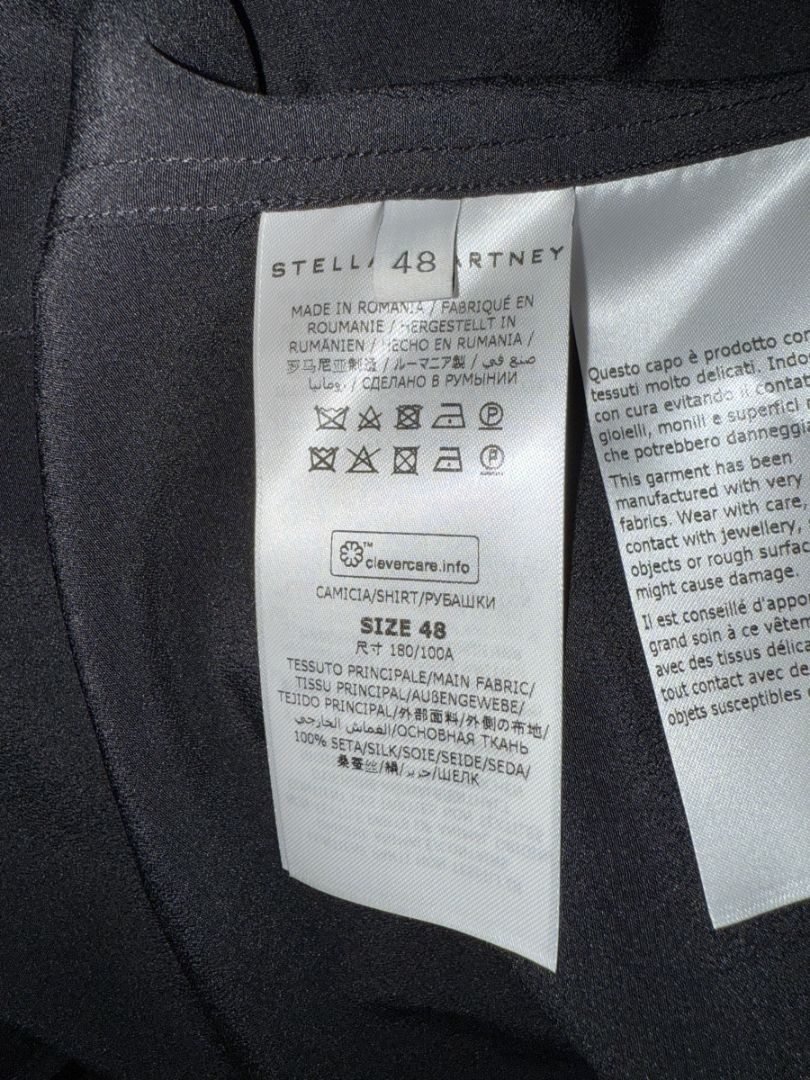 STELLA
48
ARTNEY
MADE IN ROMANIA / FABRIQUÉ EN
ROUMANIE / HERGESTELLT IN
RUMÄNIEN / HECHO EN RUMANIA /
罗马尼亚制造 / ルーマニア製 / صنع في
رومانيا / СДЕЛАНО В РУМЫНИИ
P
P
™
clevercare.info
CAMICIA/SHIRT/РУБАШКИ
SIZE 48
尺寸 180/100A
TESSUTO PRINCIPALE/MAIN FABRIC/
TISSU PRINCIPAL/AUßENGEWEBE/
TEJIDO PRINCIPAL/外部面料/外側の布地/
القماش الخارجي/ОСНОВНАЯ ТКАНЬ
100% SETA/SILK/SOIE/SEIDE/SEDA/
桑蚕丝/絹/حرير/ШЕЛК
Questo capo è prodotto con
tessuti molto delicati. Indo
con cura evitando il conta
gioielli, monili e superfici
che potrebbero danneggia
This garment has been
manufactured with very
fabrics. Wear with care
contact with jewellery,
objects or rough surfac
might cause damage.
Il est conseillé d'appo
grand soin à ce vêtem
avec des tissus délica
tout contact avec de
objets susceptibles